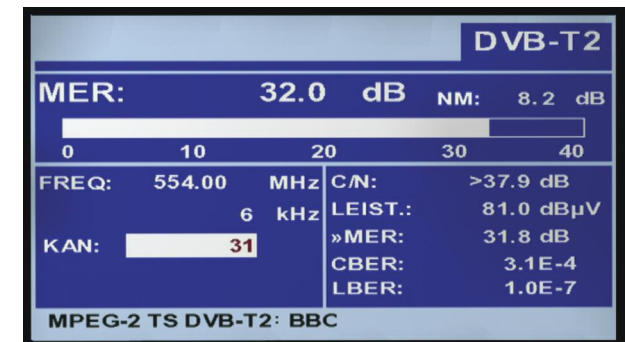 DVB-T2
MER: 32.0 dB NM: 8.2 dB
0 10 20 30 40
FREQ: 554.00 MHz
6 kHz
KAN: 31
C/N: >37.9 dB
LEIST.: 81.0 dBµV
»MER: 31.8 dB
CBER: 3.1E-4
LBER: 1.0E-7
MPEG-2 TS DVB-T2: BBC